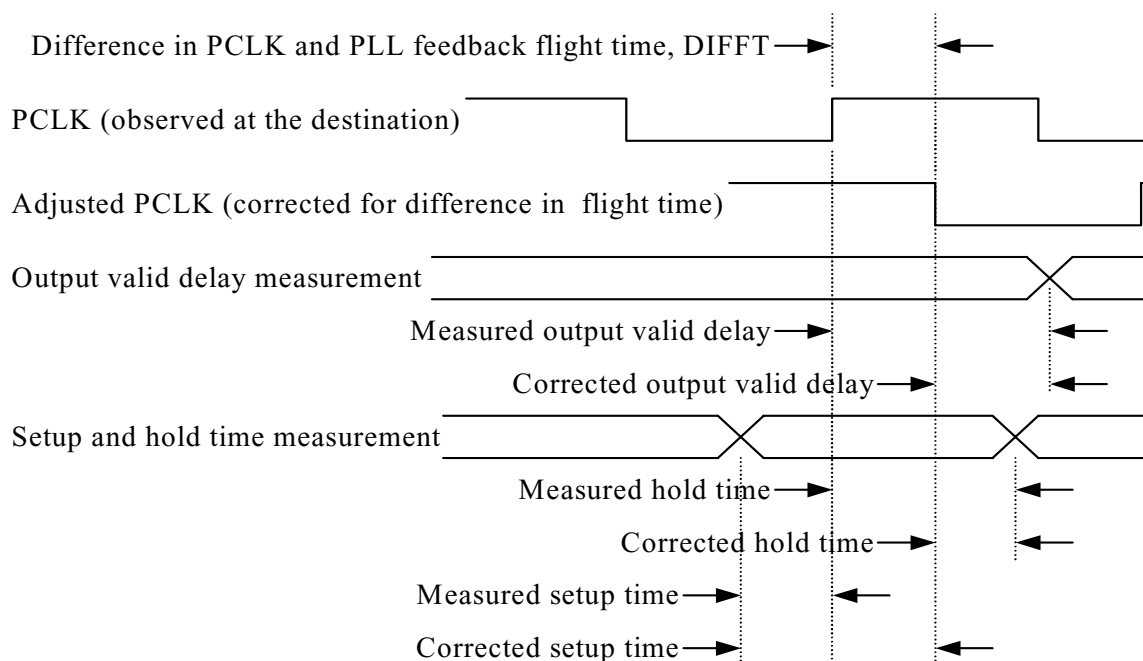 Difference in PCLK and PLL feedback flight time, DIFFT
PCLK (observed at the destination)
Adjusted PCLK (corrected for difference in flight time)
Output valid delay measurement
Measured output valid delay
Corrected output valid delay
Setup and hold time measurement
Measured hold time
Corrected hold time
Measured setup time
Corrected setup time